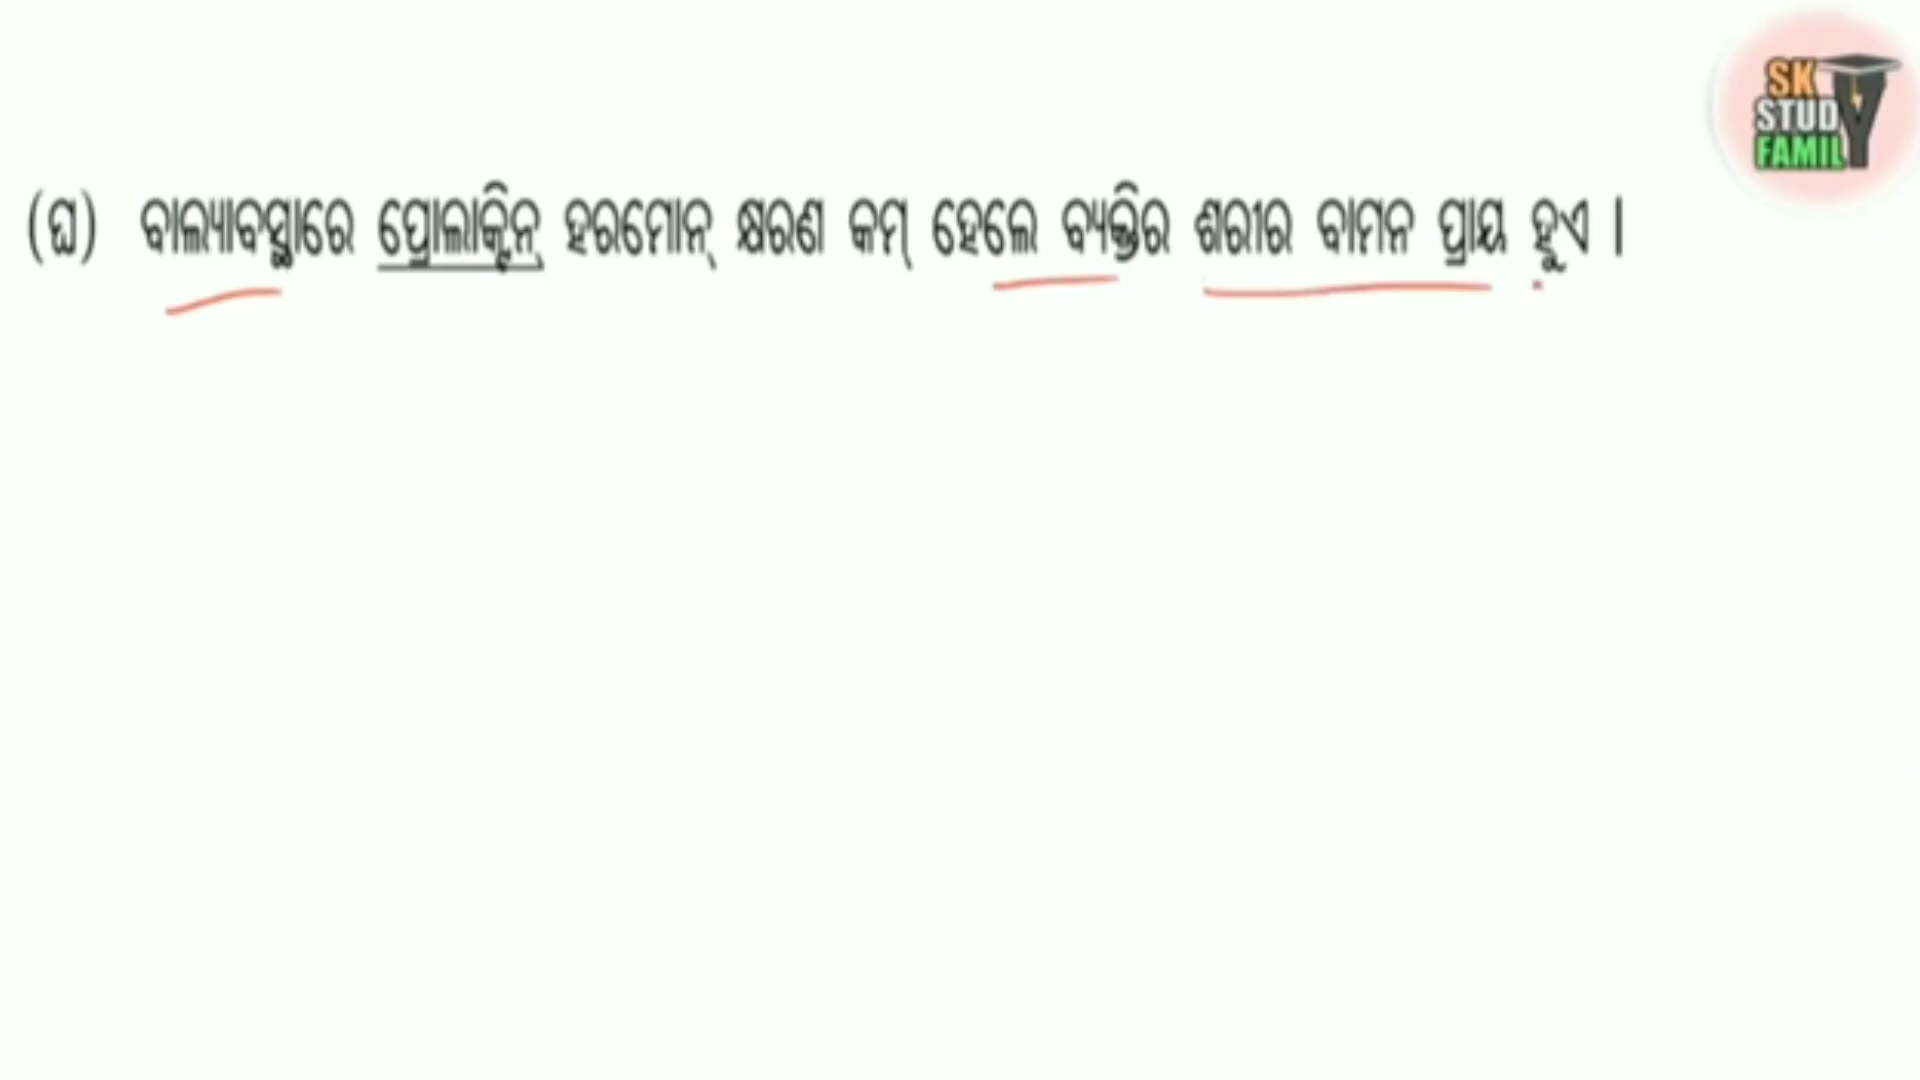 SK
STUDY
FAMILY
(ଘ) ବାଲ୍ୟାବସ୍ଥାରେ ପ୍ରୋଲାକ୍ଟିନ୍ ହରମୋନ୍ କ୍ଷରଣ କମ୍ ହେଲେ ବ୍ୟକ୍ତିର ଶରୀର ବାମନ ପ୍ରାୟ ହୁଏ ।